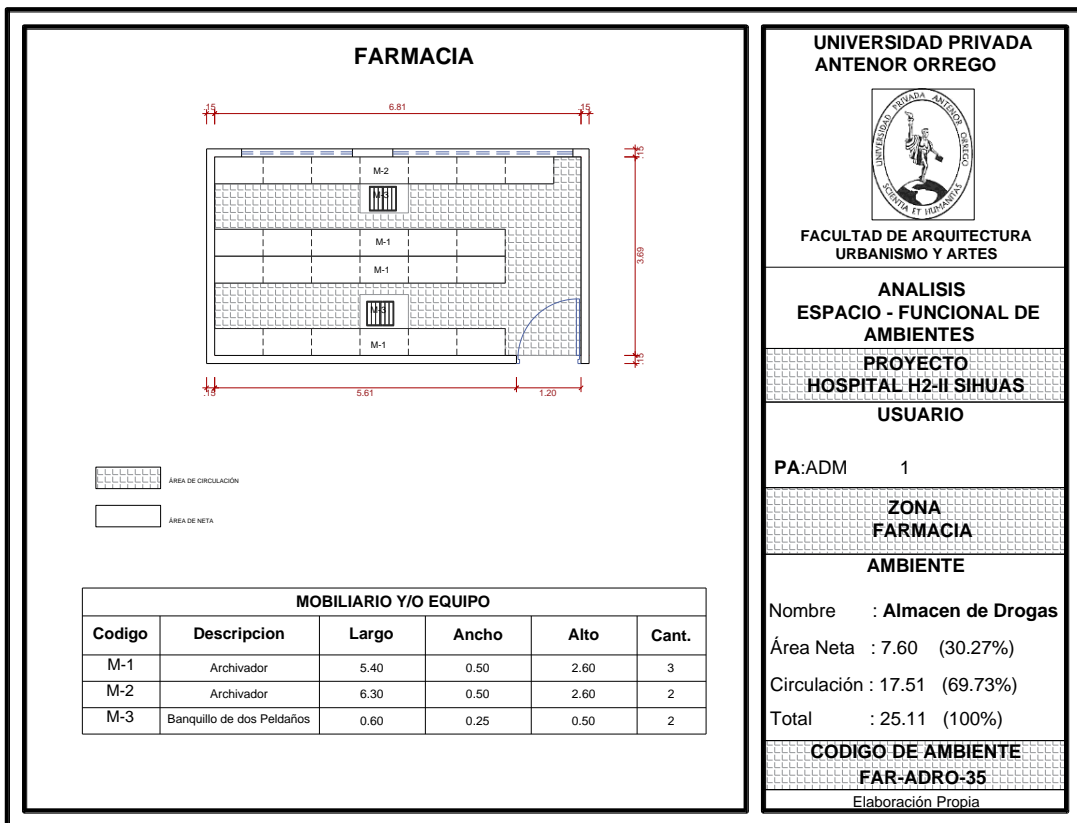 FARMACIA
.15 6.81 .15
.15
M-2
M-3
M-1
3.69
M-1
M-3
M-1
.15
.15 5.61 1.20
ÁREA DE CIRCULACIÓN
ÁREA DE NETA
MOBILIARIO Y/O EQUIPO
Codigo Descripcion Largo Ancho Alto Cant.
M-1 Archivador 5.40 0.50 2.60 3
M-2 Archivador 6.30 0.50 2.60 2
M-3 Banquillo de dos Peldaños 0.60 0.25 0.50 2
UNIVERSIDAD PRIVADA
ANTENOR ORREGO
UNIVERSIDAD PRIVADA ANTENOR ORREGO
SCIENTIA ET HUMANITAS
FACULTAD DE ARQUITECTURA
URBANISMO Y ARTES
ANALISIS
ESPACIO - FUNCIONAL DE
AMBIENTES
PROYECTO
HOSPITAL H2-II SIHUAS
USUARIO
PA:ADM 1
ZONA
FARMACIA
AMBIENTE
Nombre : Almacen de Drogas
Área Neta : 7.60 (30.27%)
Circulación : 17.51 (69.73%)
Total : 25.11 (100%)
CODIGO DE AMBIENTE
FAR-ADRO-35
Elaboración Propia